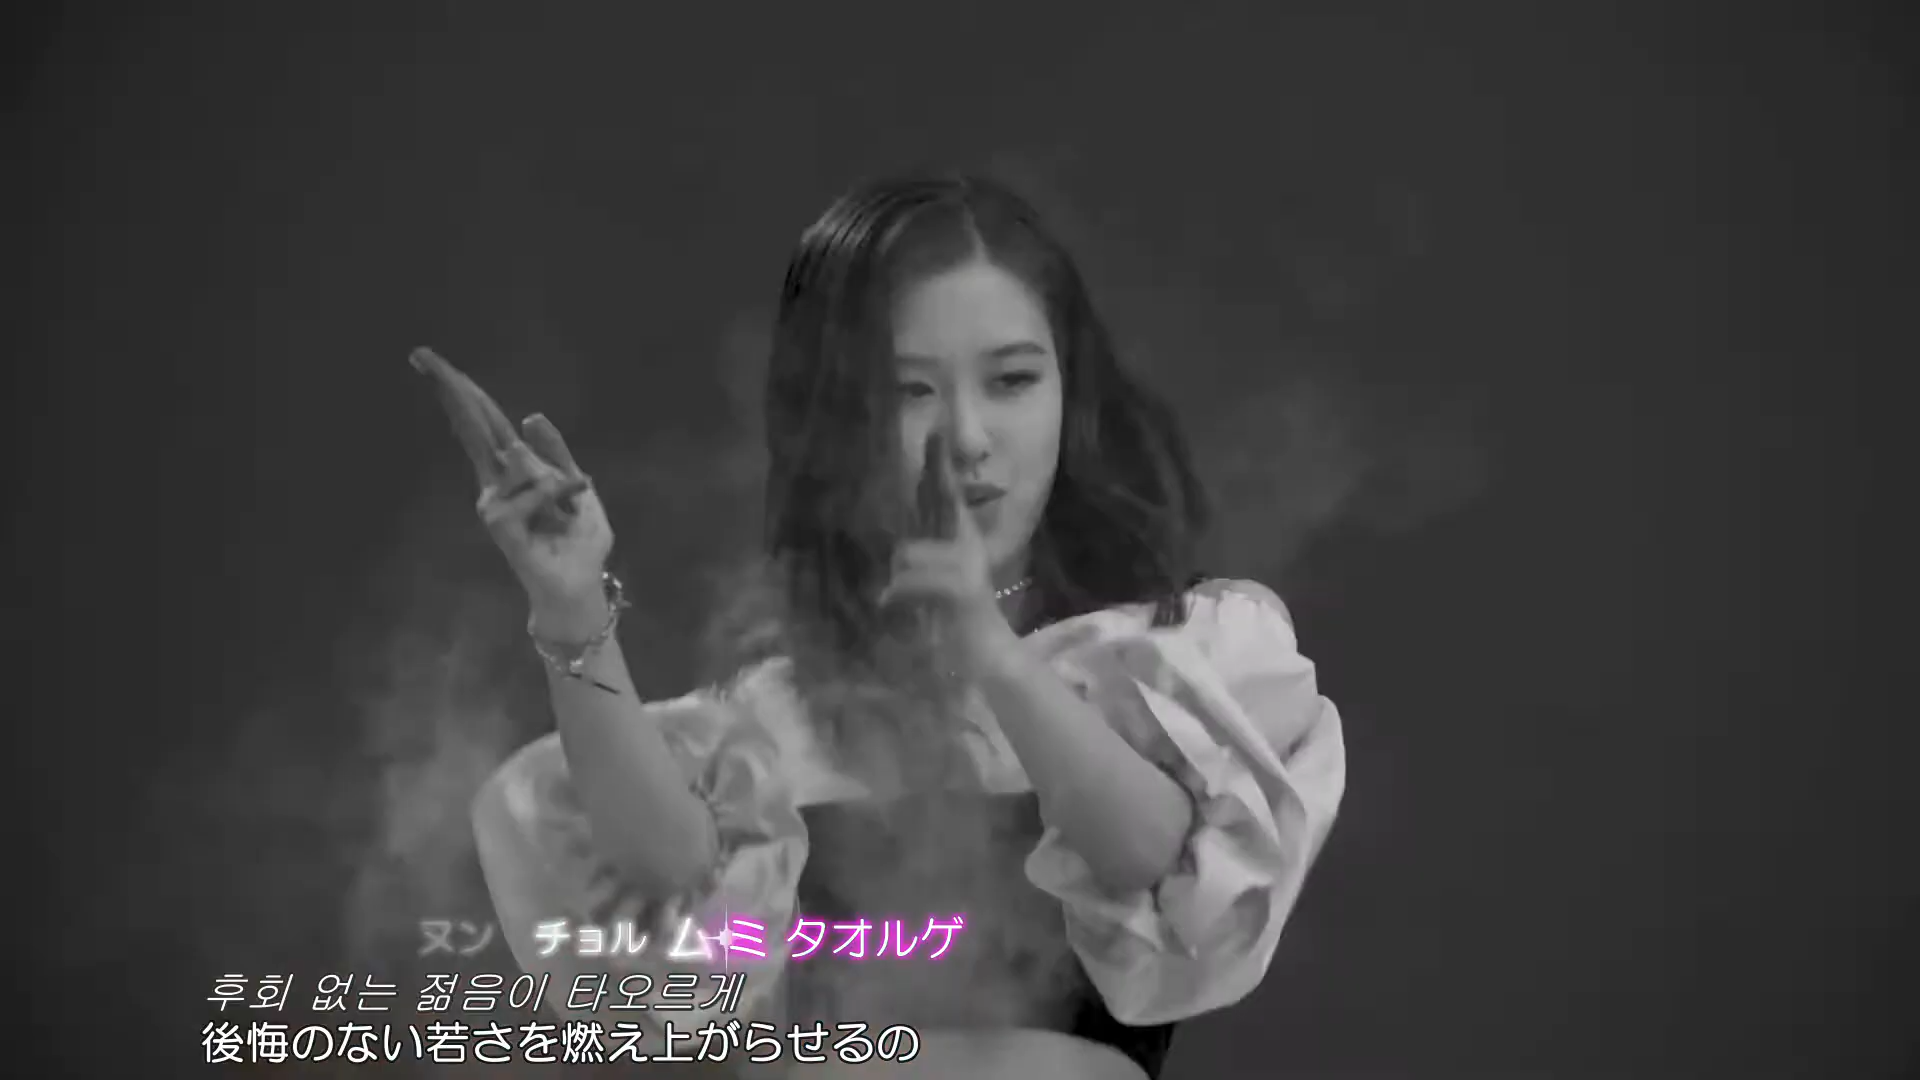 ヌン チョル ムミ タオルゲ
후회 없는 젊음이 타오르게
後悔のない若さを燃え上がらせるの